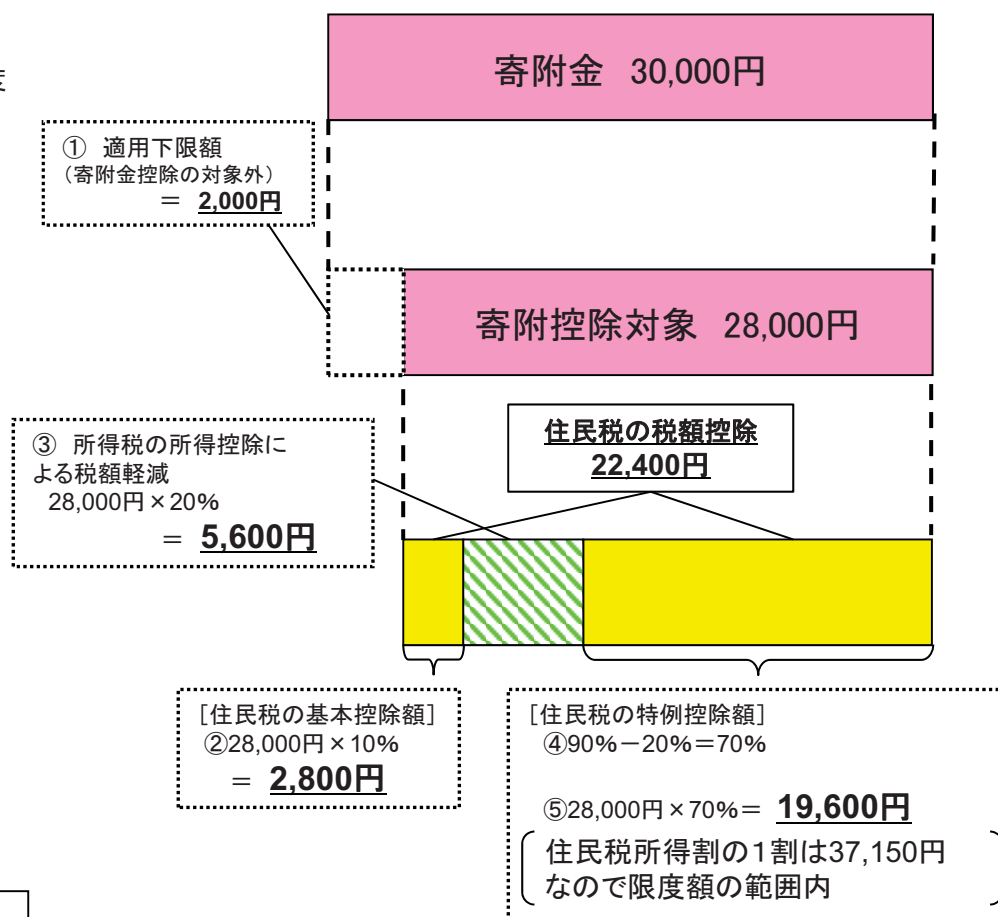 度
寄附金 30,000円
① 適用下限額
（寄附金控除の対象外）
＝ 2,000円
寄附控除対象 28,000円
③ 所得税の所得控除に
よる税額軽減
28,000円×20%
＝ 5,600円
住民税の税額控除
22,400円
［住民税の基本控除額］
②28,000円×10%
＝ 2,800円
［住民税の特例控除額］
④90%－20%＝70%
⑤28,000円×70%＝ 19,600円
住民税所得割の１割は37,150円
なので限度額の範囲内